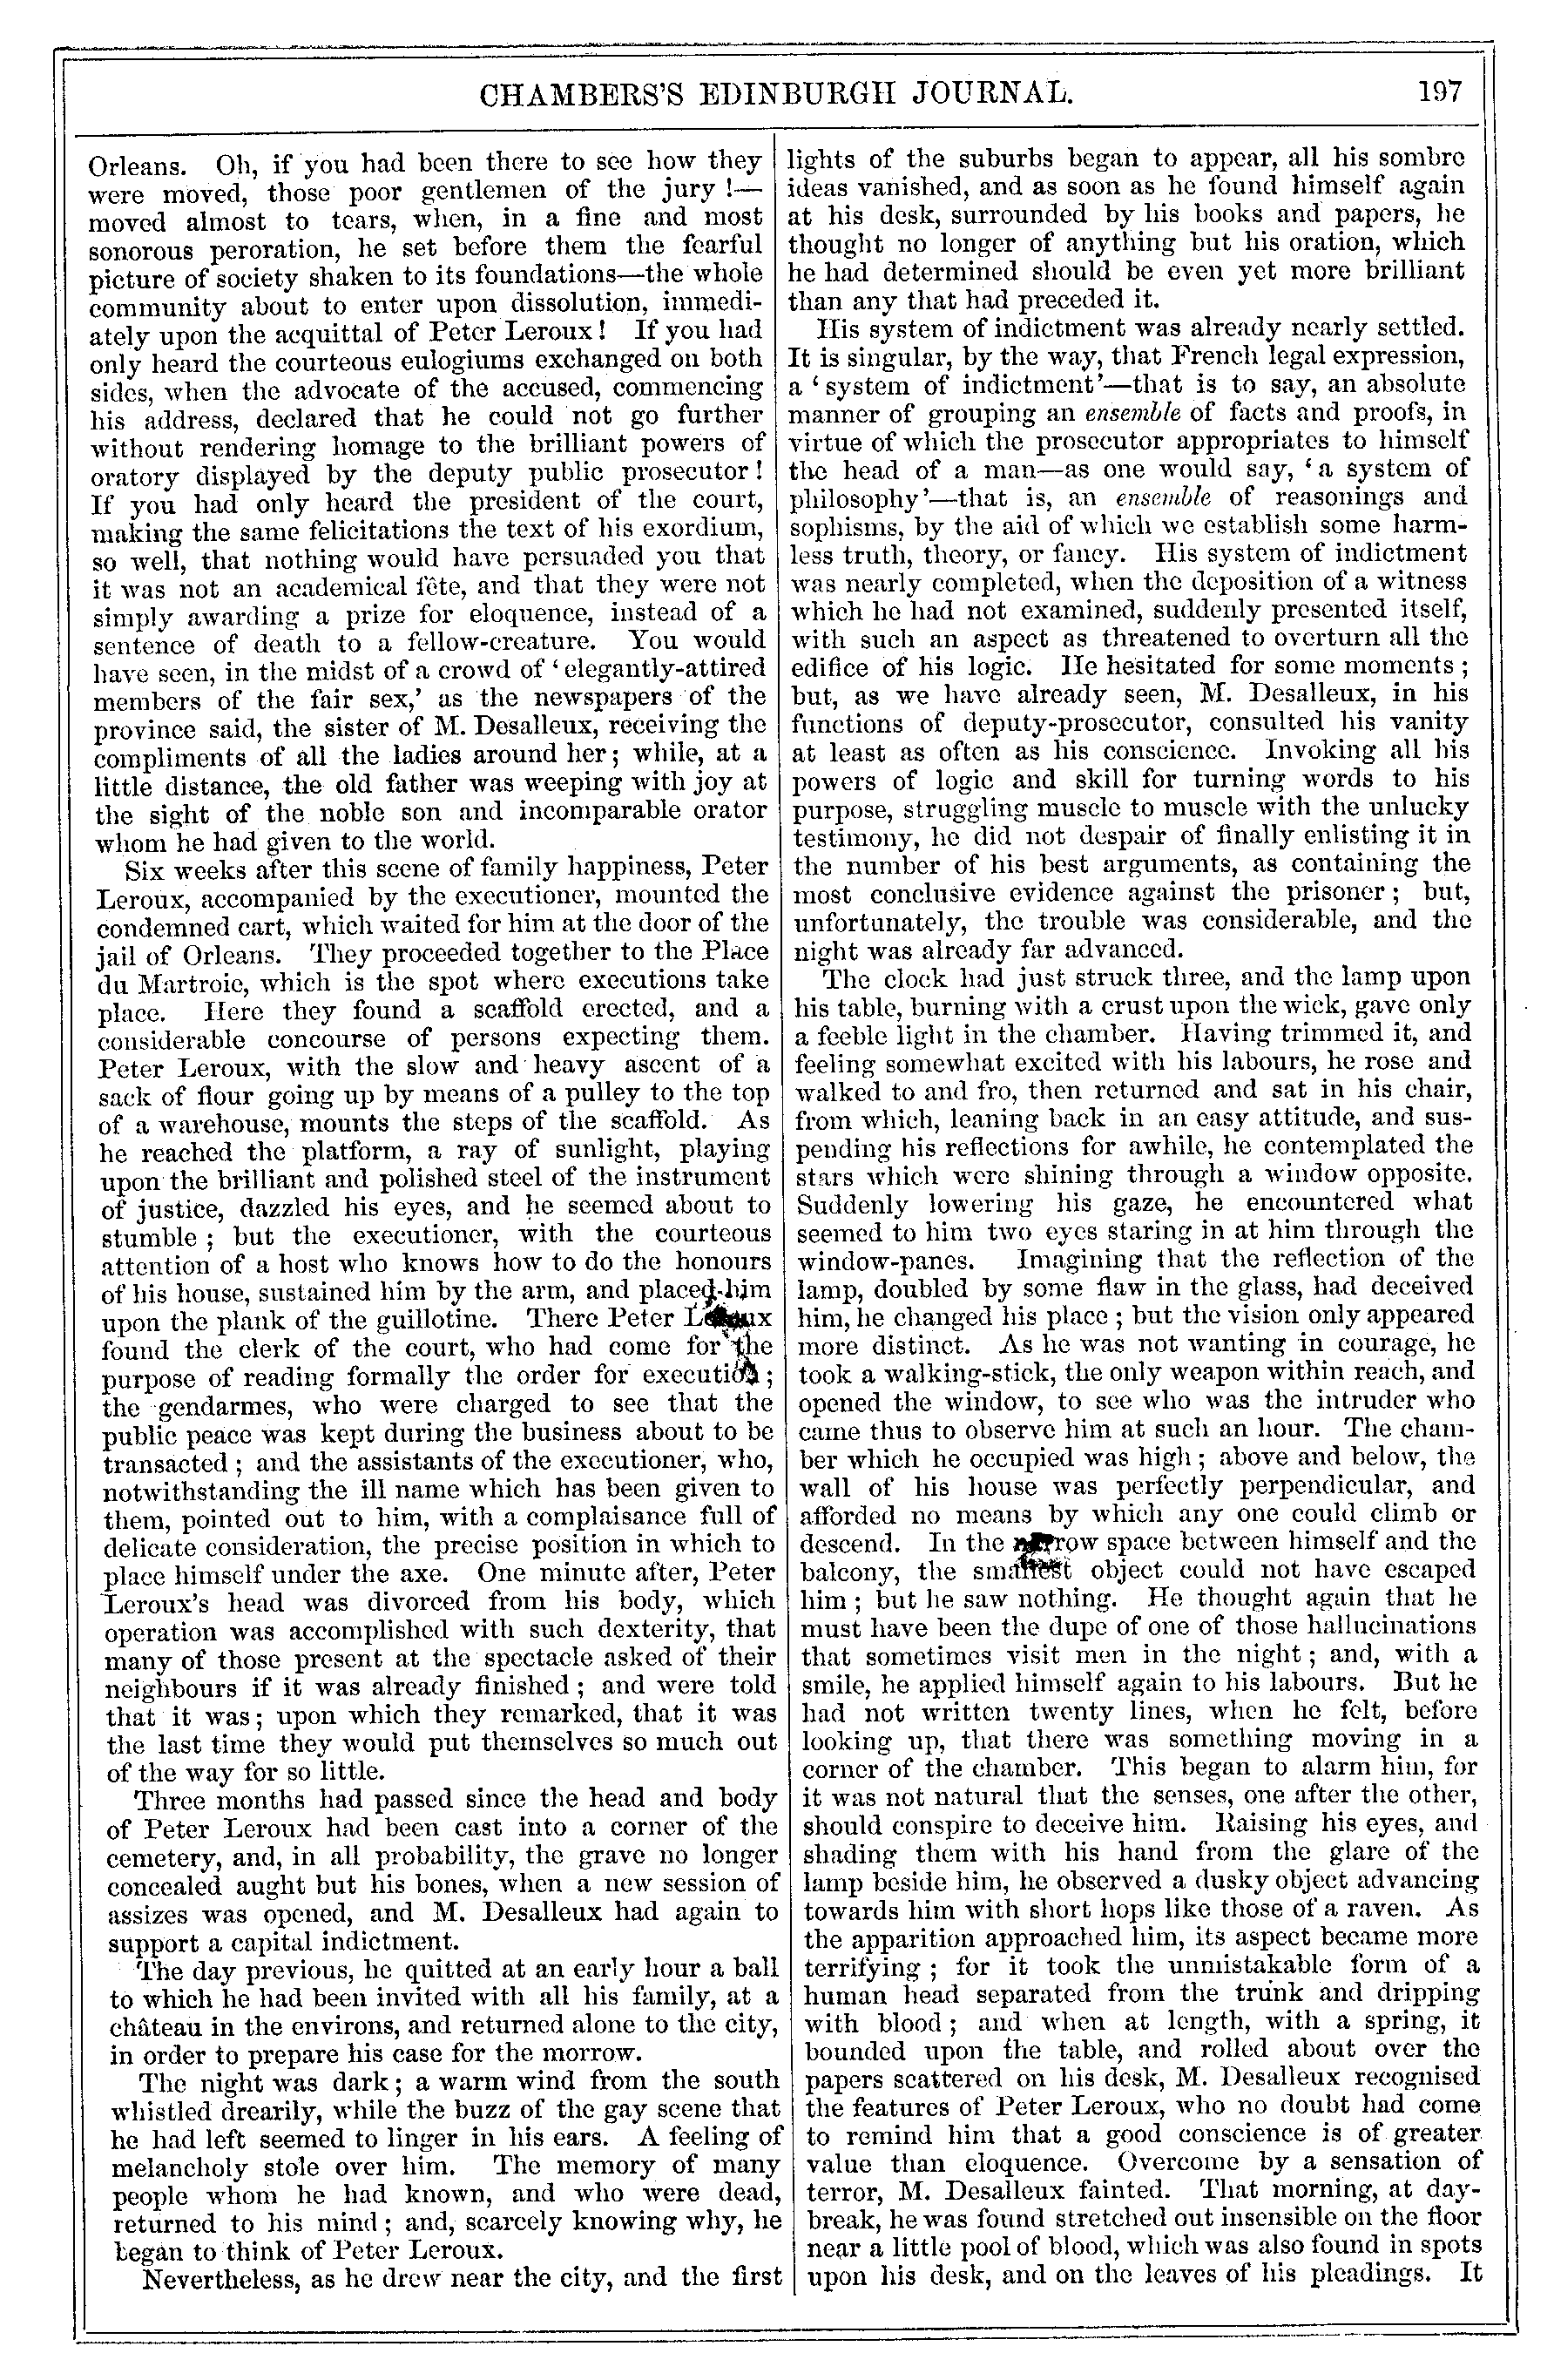 CHAMBERS'S EDINBURGH JOURNAL.
197
Orleans. Oh, if you had been there to see how they
were moved, those poor gentlemen of the jury !—
moved almost to tears, when, in a fine and most
sonorous peroration, he set before them the fearful
picture of society shaken to its foundations—the whole
community about to enter upon dissolution, immedi-
ately upon the acquittal of Peter Leroux! If you had
only heard the courteous eulogiums exchanged on both
sides, when the advocate of the accused, commencing
his address, declared that he could not go further
without rendering homage to the brilliant powers of
oratory displayed by the deputy public prosecutor!
If you had only heard the president of the court,
making the same felicitations the text of his exordium,
so well, that nothing would have persuaded you that
it was not an academical fête, and that they were not
simply awarding a prize for eloquence, instead of a
sentence of death to a fellow-creature. You would
have seen, in the midst of a crowd of ‘elegantly-attired
members of the fair sex,’ as the newspapers of the
province said, the sister of M. Desalleux, receiving the
compliments of all the ladies around her; while, at a
little distance, the old father was weeping with joy at
the sight of the noble son and incomparable orator
whom he had given to the world.
Six weeks after this scene of family happiness, Peter
Leroux, accompanied by the executioner, mounted the
condemned cart, which waited for him at the door of the
jail of Orleans. They proceeded together to the Place
du Martroie, which is the spot where executions take
place. Here they found a scaffold erected, and a
considerable concourse of persons expecting them.
Peter Leroux, with the slow and heavy ascent of a
sack of flour going up by means of a pulley to the top
of a warehouse, mounts the steps of the scaffold. As
he reached the platform, a ray of sunlight, playing
upon the brilliant and polished steel of the instrument
of justice, dazzled his eyes, and he seemed about to
stumble ; but the executioner, with the courteous
attention of a host who knows how to do the honours
of his house, sustained him by the arm, and placed him
upon the plank of the guillotine. There Peter Leroux
found the clerk of the court, who had come for the
purpose of reading formally the order for execution ;
the gendarmes, who were charged to see that the
public peace was kept during the business about to be
transacted ; and the assistants of the executioner, who,
notwithstanding the ill name which has been given to
them, pointed out to him, with a complaisance full of
delicate consideration, the precise position in which to
place himself under the axe. One minute after, Peter
Leroux's head was divorced from his body, which
operation was accomplished with such dexterity, that
many of those present at the spectacle asked of their
neighbours if it was already finished ; and were told
that it was; upon which they remarked, that it was
the last time they would put themselves so much out
of the way for so little.
Three months had passed since the head and body
of Peter Leroux had been cast into a corner of the
cemetery, and, in all probability, the grave no longer
concealed aught but his bones, when a new session of
assizes was opened, and M. Desalleux had again to
support a capital indictment.
The day previous, he quitted at an early hour a ball
to which he had been invited with all his family, at a
château in the environs, and returned alone to the city,
in order to prepare his case for the morrow.
The night was dark; a warm wind from the south
whistled drearily, while the buzz of the gay scene that
he had left seemed to linger in his ears. A feeling of
melancholy stole over him. The memory of many
people whom he had known, and who were dead,
returned to his mind ; and, scarcely knowing why, he
began to think of Peter Leroux.
Nevertheless, as he drew near the city, and the first
lights of the suburbs began to appear, all his sombre
ideas vanished, and as soon as he found himself again
at his desk, surrounded by his books and papers, he
thought no longer of anything but his oration, which
he had determined should be even yet more brilliant
than any that had preceded it.
His system of indictment was already nearly settled.
It is singular, by the way, that French legal expression,
a ‘system of indictment’—that is to say, an absolute
manner of grouping an ensemble of facts and proofs, in
virtue of which the prosecutor appropriates to himself
the head of a man—as one would say, ‘a system of
philosophy’—that is, an ensemble of reasonings and
sophisms, by the aid of which we establish some harm-
less truth, theory, or fancy. His system of indictment
was nearly completed, when the deposition of a witness
which he had not examined, suddenly presented itself,
with such an aspect as threatened to overturn all the
edifice of his logic. He hesitated for some moments ;
but, as we have already seen, M. Desalleux, in his
functions of deputy-prosecutor, consulted his vanity
at least as often as his conscience. Invoking all his
powers of logic and skill for turning words to his
purpose, struggling muscle to muscle with the unlucky
testimony, he did not despair of finally enlisting it in
the number of his best arguments, as containing the
most conclusive evidence against the prisoner ; but,
unfortunately, the trouble was considerable, and the
night was already far advanced.
The clock had just struck three, and the lamp upon
his table, burning with a crust upon the wick, gave only
a feeble light in the chamber. Having trimmed it, and
feeling somewhat excited with his labours, he rose and
walked to and fro, then returned and sat in his chair,
from which, leaning back in an easy attitude, and sus-
pending his reflections for awhile, he contemplated the
stars which were shining through a window opposite.
Suddenly lowering his gaze, he encountered what
seemed to him two eyes staring in at him through the
window-panes. Imagining that the reflection of the
lamp, doubled by some flaw in the glass, had deceived
him, he changed his place ; but the vision only appeared
more distinct. As he was not wanting in courage, he
took a walking-stick, the only weapon within reach, and
opened the window, to see who was the intruder who
came thus to observe him at such an hour. The cham-
ber which he occupied was high ; above and below, the
wall of his house was perfectly perpendicular, and
afforded no means by which any one could climb or
descend. In the narrow space between himself and the
balcony, the smallest object could not have escaped
him ; but he saw nothing. He thought again that he
must have been the dupe of one of those hallucinations
that sometimes visit men in the night ; and, with a
smile, he applied himself again to his labours. But he
had not written twenty lines, when he felt, before
looking up, that there was something moving in a
corner of the chamber. This began to alarm him, for
it was not natural that the senses, one after the other,
should conspire to deceive him. Raising his eyes, and
shading them with his hand from the glare of the
lamp beside him, he observed a dusky object advancing
towards him with short hops like those of a raven. As
the apparition approached him, its aspect became more
terrifying ; for it took the unmistakable form of a
human head separated from the trunk and dripping
with blood ; and when at length, with a spring, it
bounded upon the table, and rolled about over the
papers scattered on his desk, M. Desalleux recognised
the features of Peter Leroux, who no doubt had come
to remind him that a good conscience is of greater
value than eloquence. Overcome by a sensation of
terror, M. Desalleux fainted. That morning, at day-
break, he was found stretched out insensible on the floor
near a little pool of blood, which was also found in spots
upon his desk, and on the leaves of his pleadings. It